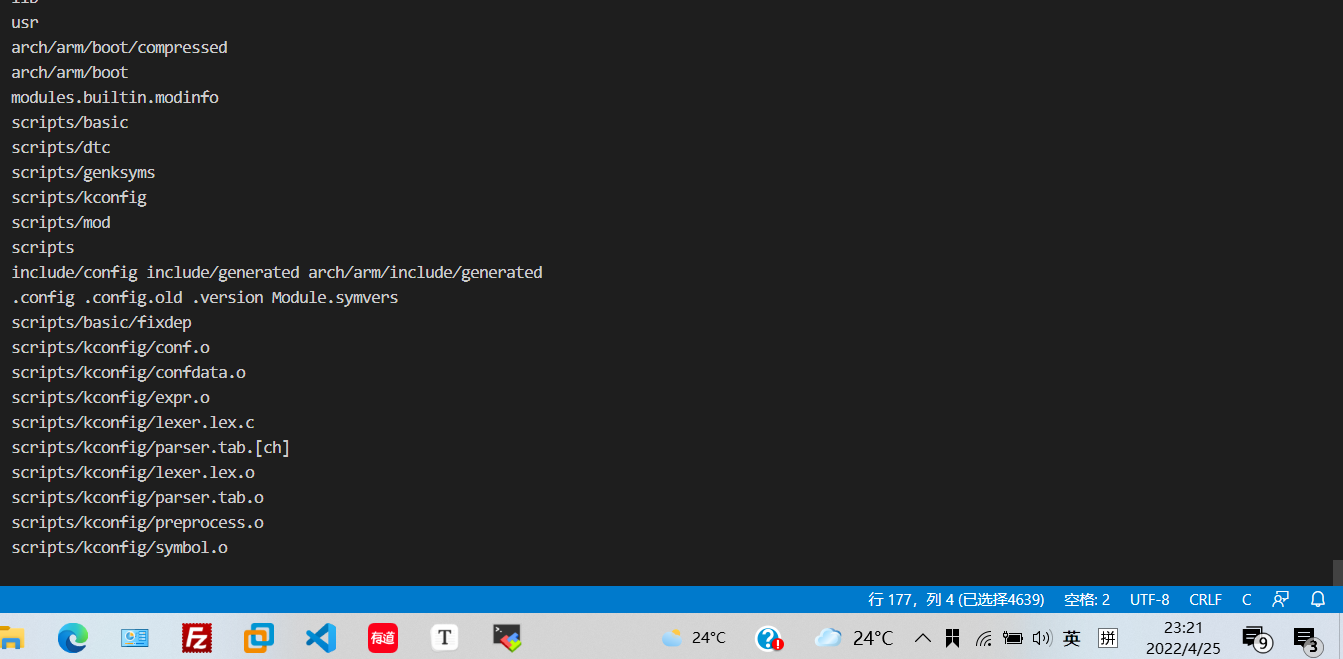 lib
usr
arch/arm/boot/compressed
arch/arm/boot
modules.builtin.modinfo
scripts/basic
scripts/dtc
scripts/genksyms
scripts/kconfig
scripts/mod
scripts
include/config include/generated arch/arm/include/generated
.config .config.old .version Module.symvers
scripts/basic/fixdep
scripts/kconfig/conf.o
scripts/kconfig/confdata.o
scripts/kconfig/expr.o
scripts/kconfig/lexer.lex.c
scripts/kconfig/parser.tab.[ch]
scripts/kconfig/lexer.lex.o
scripts/kconfig/parser.tab.o
scripts/kconfig/preprocess.o
scripts/kconfig/symbol.o
行 177，列 4 (已选择4639) 空格: 2 UTF-8 CRLF C
Fz 有道 T 24°C ? ! 24°C 英 拼 23:21 9 3
2022/4/25